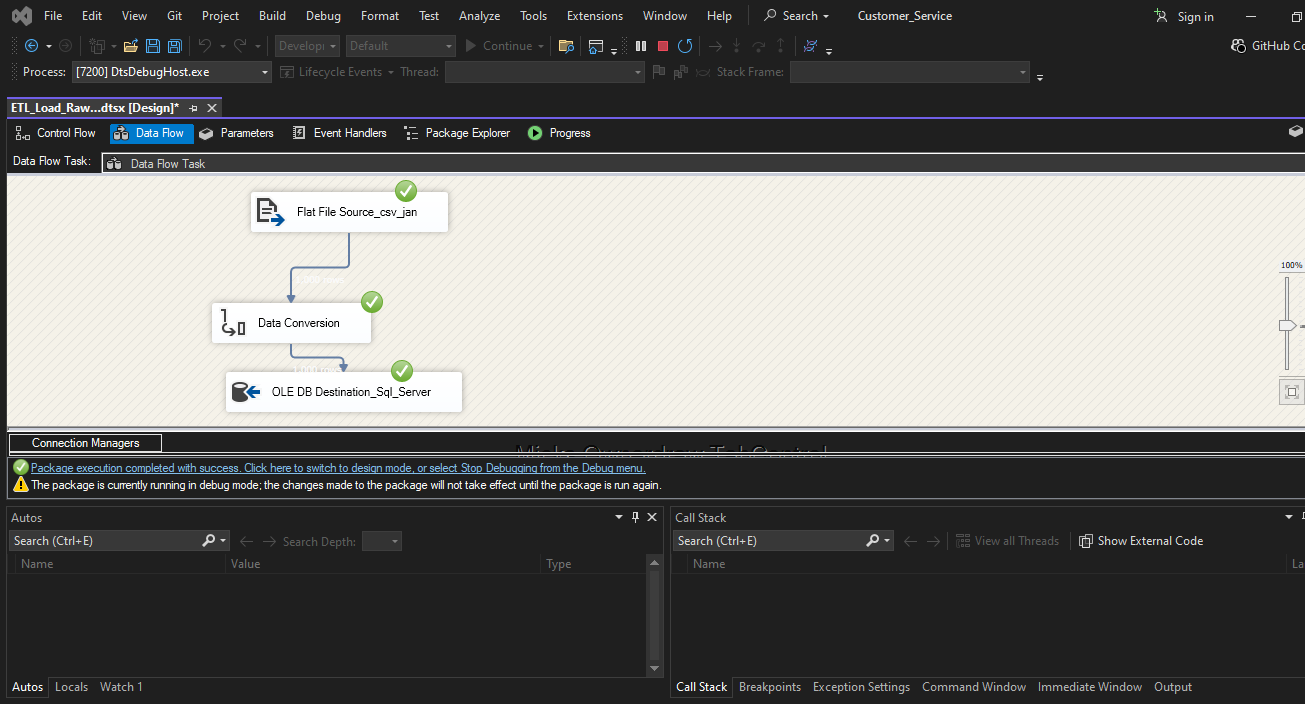 File Edit View Git Project Build Debug Format Test Analyze Tools Extensions Window Help Search Customer_Service Sign in
Develop Default Continue GitHub Co
Process: [7200] DtsDebugHost.exe Lifecycle Events Thread: Stack Frame:
ETL_Load_Raw...dtsx [Design]*
Control Flow Data Flow Parameters Event Handlers Package Explorer Progress
Data Flow Task: Data Flow Task
Flat File Source_csv_jan
100%
Data Conversion
rows
OLE DB Destination_Sql_Server
Connection Managers
Package execution completed with success. Click here to switch to design mode, or select Stop Debugging from the Debug menu.
The package is currently running in debug mode; the changes made to the package will not take effect until the package is run again.
Autos Call Stack
Search (Ctrl+E) Search Depth: Search (Ctrl+E) View all Threads Show External Code
Name Value Type Name La
Autos Locals Watch 1 Call Stack Breakpoints Exception Settings Command Window Immediate Window Output